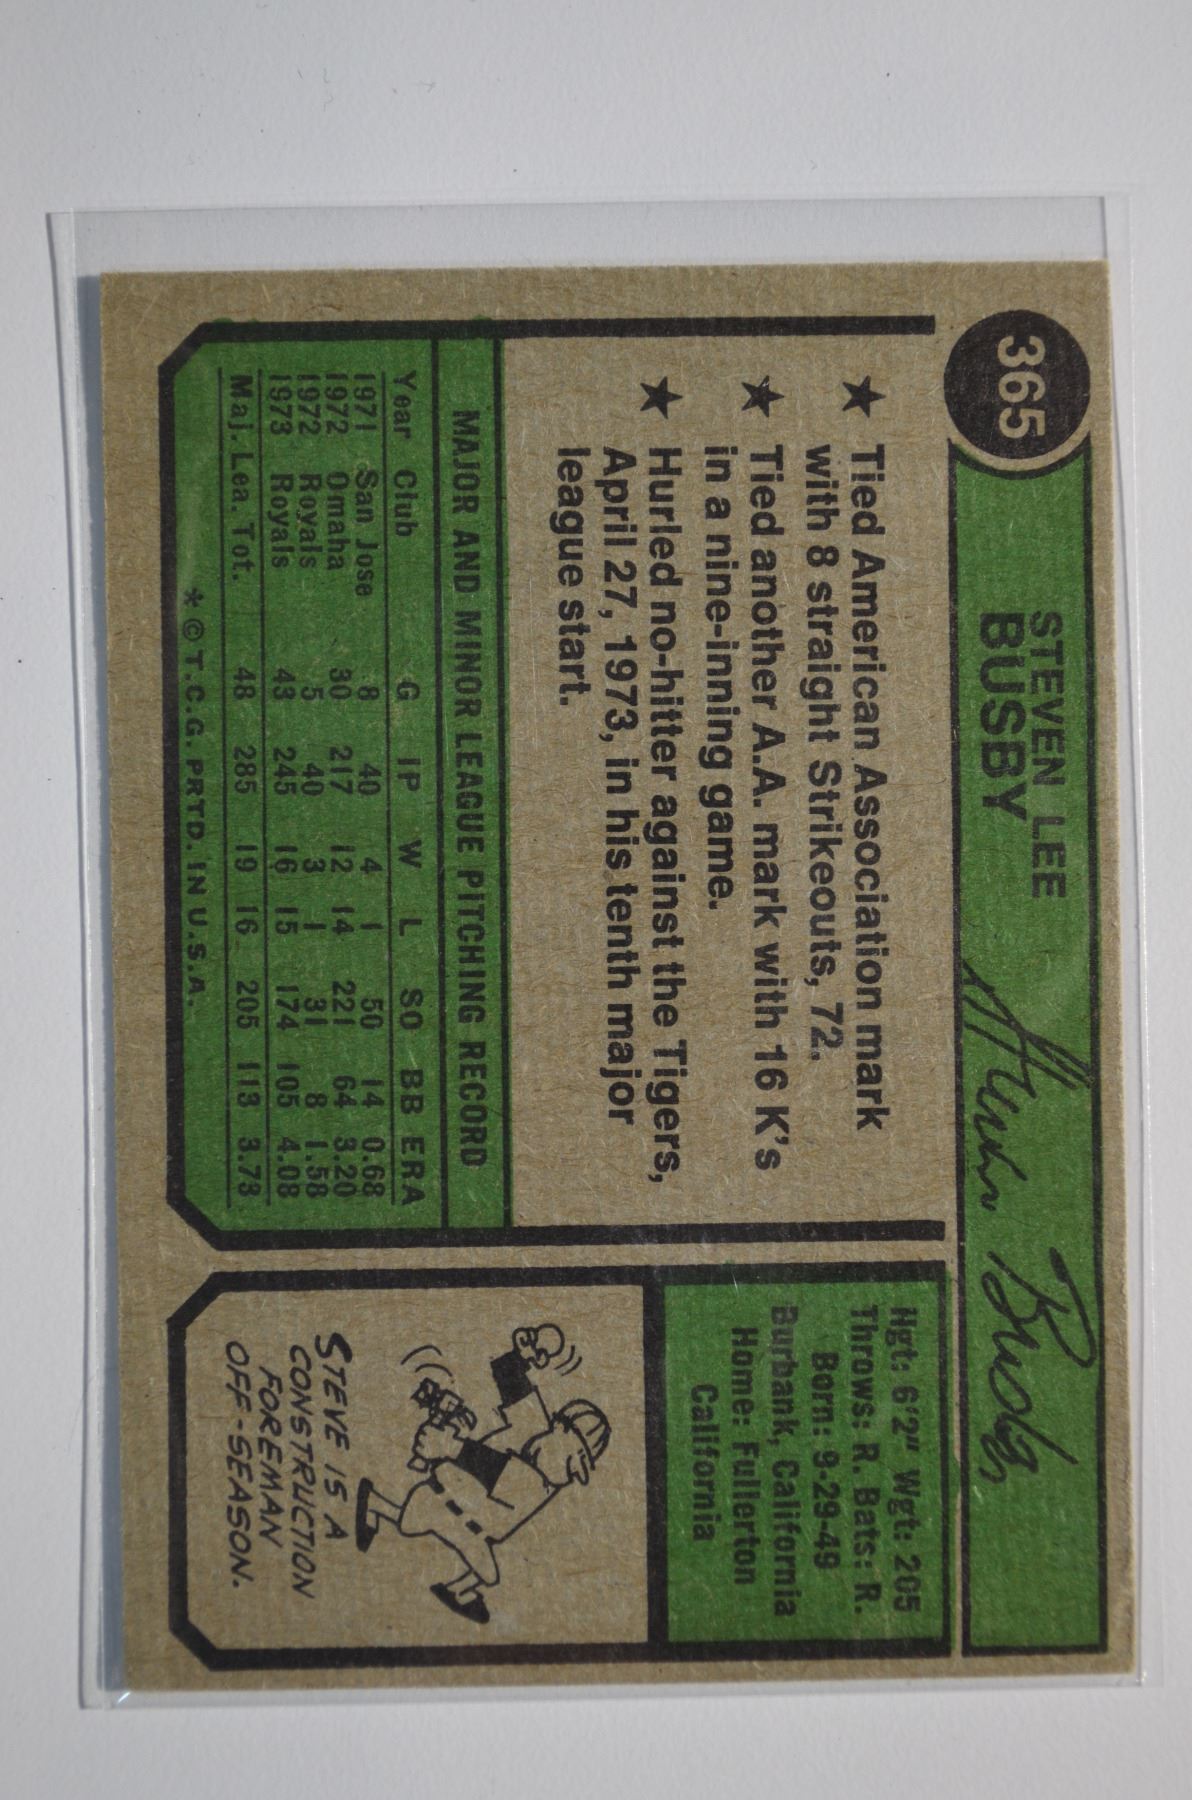 365
STEVEN LEE
BUSBY
Steven Busby
★ Tied American Association mark
with 8 straight Strikeouts, 72.
★ Tied another A.A. mark with 16 K's
in a nine-inning game.
★ Hurled no-hitter against the Tigers,
April 27, 1973, in his tenth major
league start.
MAJOR AND MINOR LEAGUE PITCHING RECORD
Year Club G IP W L SO BB ERA
1971 San Jose 8 40 4 1 50 14 0.68
1972 Omaha 30 217 12 14 221 64 3.20
1972 Royals 5 40 3 1 31 8 1.58
1973 Royals 43 245 16 15 174 105 4.08
Maj. Lea. Tot. 48 285 19 16 205 113 3.73
* © T.C.G. PRTD. IN U.S.A.
Hgt: 6'2" Wgt: 205
Throws: R. Bats: R.
Born: 9-29-49
Burbank, California
Home: Fullerton
California
STEVE IS A
CONSTRUCTION
FOREMAN
OFF-SEASON.